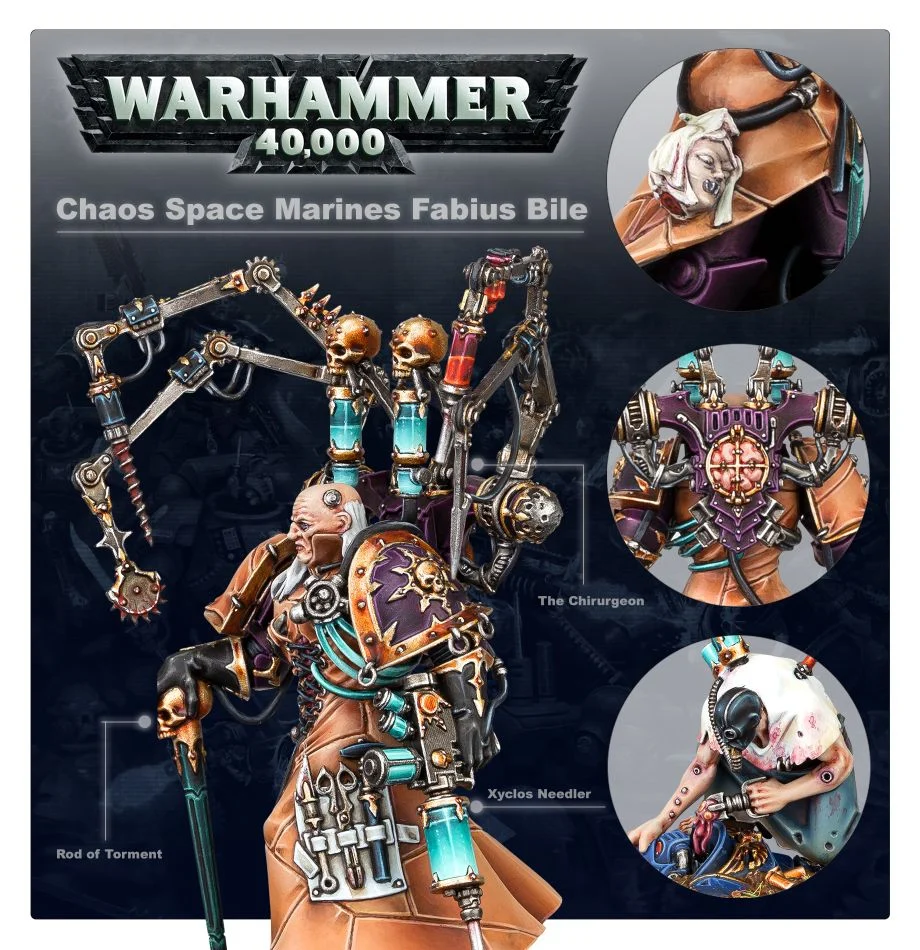 WARHAMMER
40,000
Chaos Space Marines Fabius Bile
The Chirurgeon
Xyclos Needler
Rod of Torment